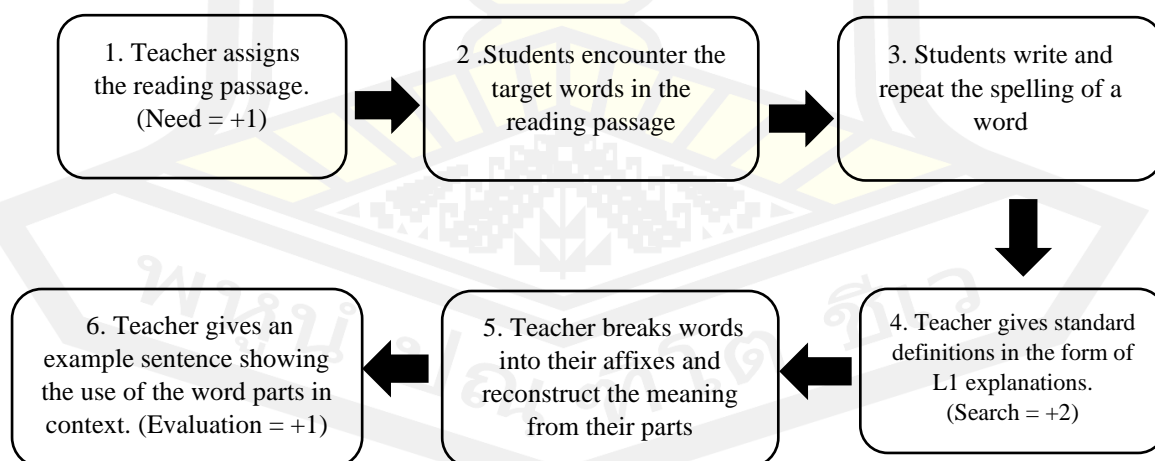 1. Teacher assigns
the reading passage.
(Need = +1)
2 .Students encounter the
target words in the
reading passage
3. Students write and
repeat the spelling of a
word
4. Teacher gives standard
definitions in the form of
L1 explanations.
(Search = +2)
5. Teacher breaks words
into their affixes and
reconstruct the meaning
from their parts
6. Teacher gives an
example sentence showing
the use of the word parts in
context. (Evaluation = +1)